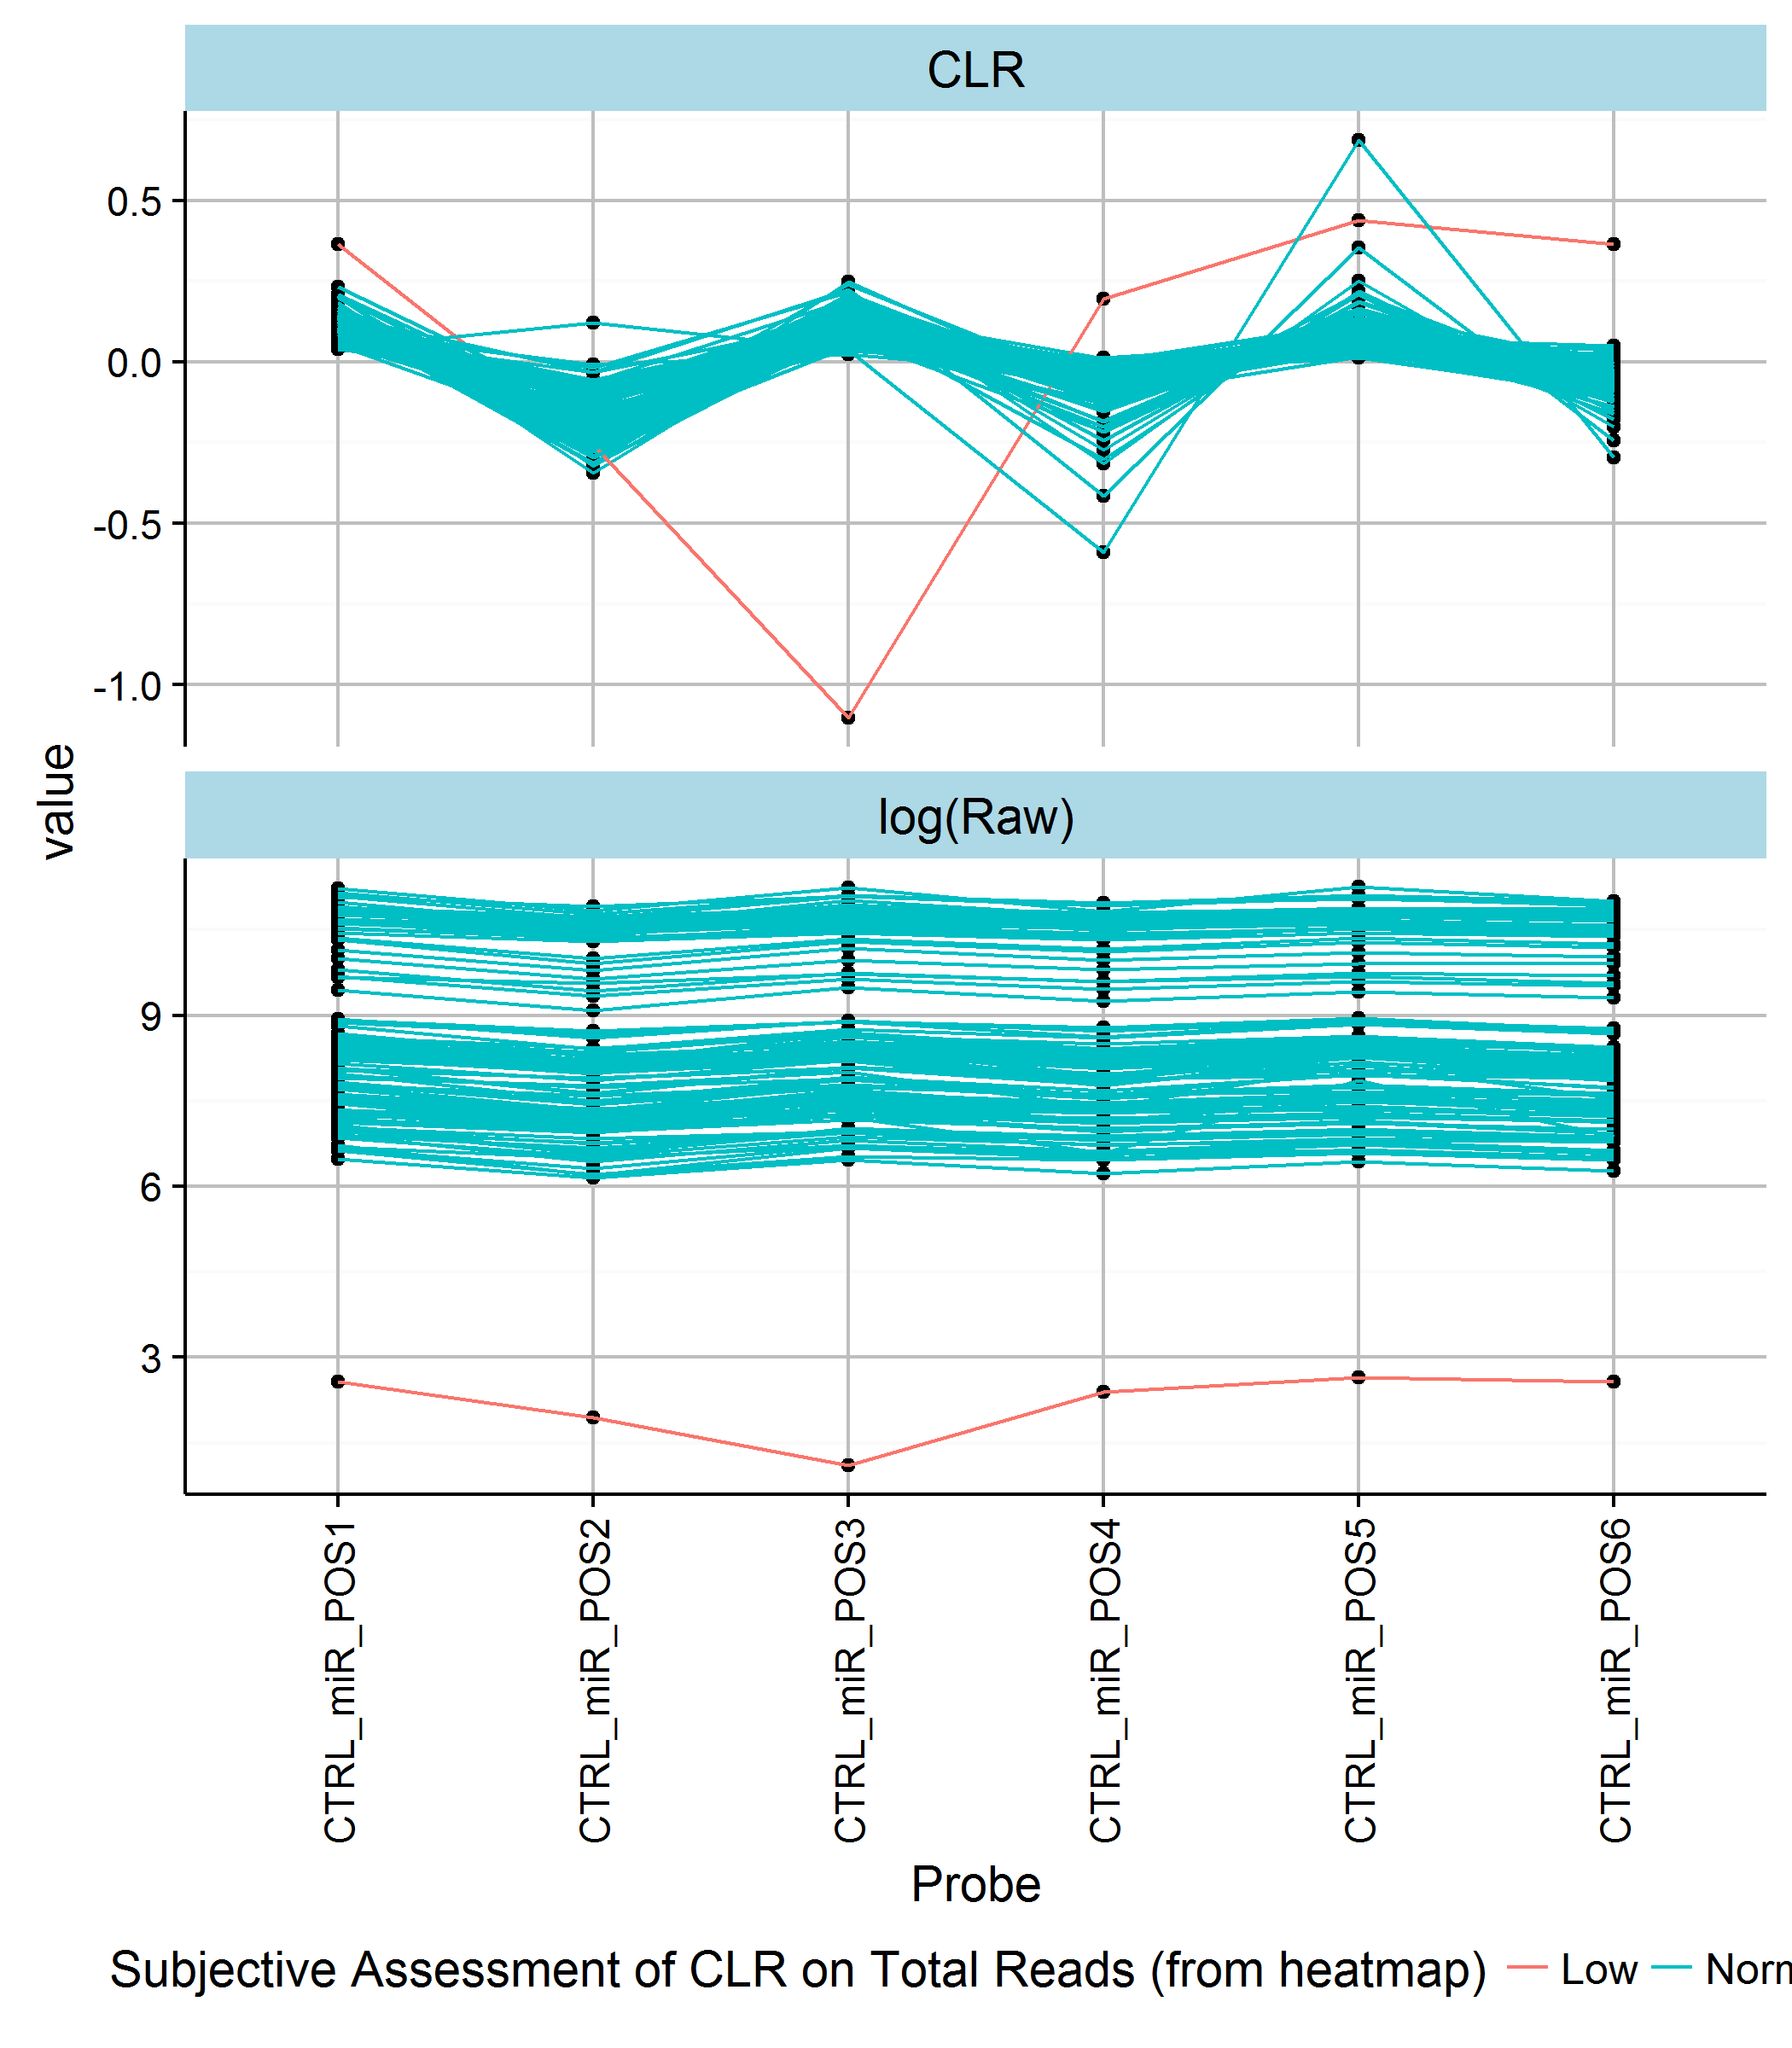 CLR
0.5
0.0
-0.5
-1.0
value
log(Raw)
9
6
3
CTRL_miR_POS1
CTRL_miR_POS2
CTRL_miR_POS3
CTRL_miR_POS4
CTRL_miR_POS5
CTRL_miR_POS6
Probe
Subjective Assessment of CLR on Total Reads (from heatmap) Low